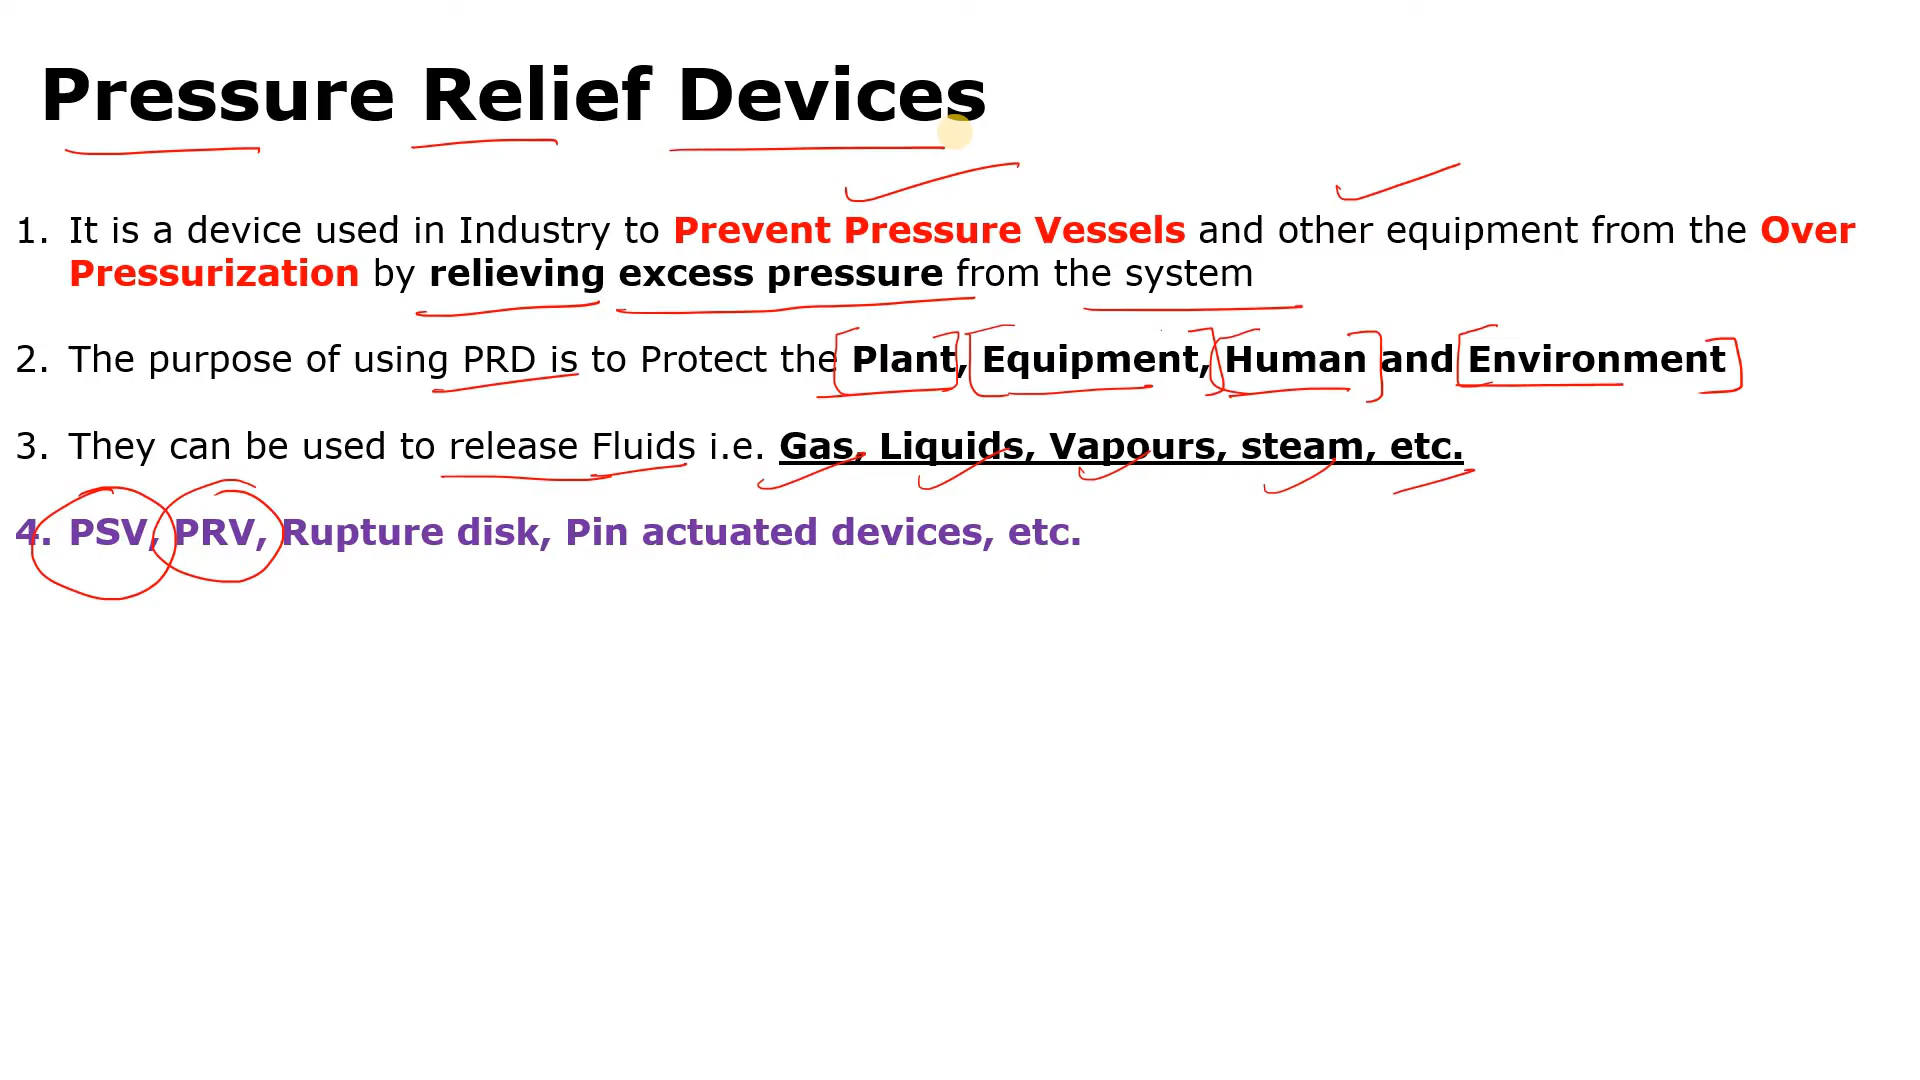 Pressure Relief Devices
1. It is a device used in Industry to Prevent Pressure Vessels and other equipment from the Over
Pressurization by relieving excess pressure from the system
2. The purpose of using PRD is to Protect the Plant, Equipment, Human and Environment
3. They can be used to release Fluids i.e. Gas, Liquids, Vapours, steam, etc.
4. PSV, PRV, Rupture disk, Pin actuated devices, etc.